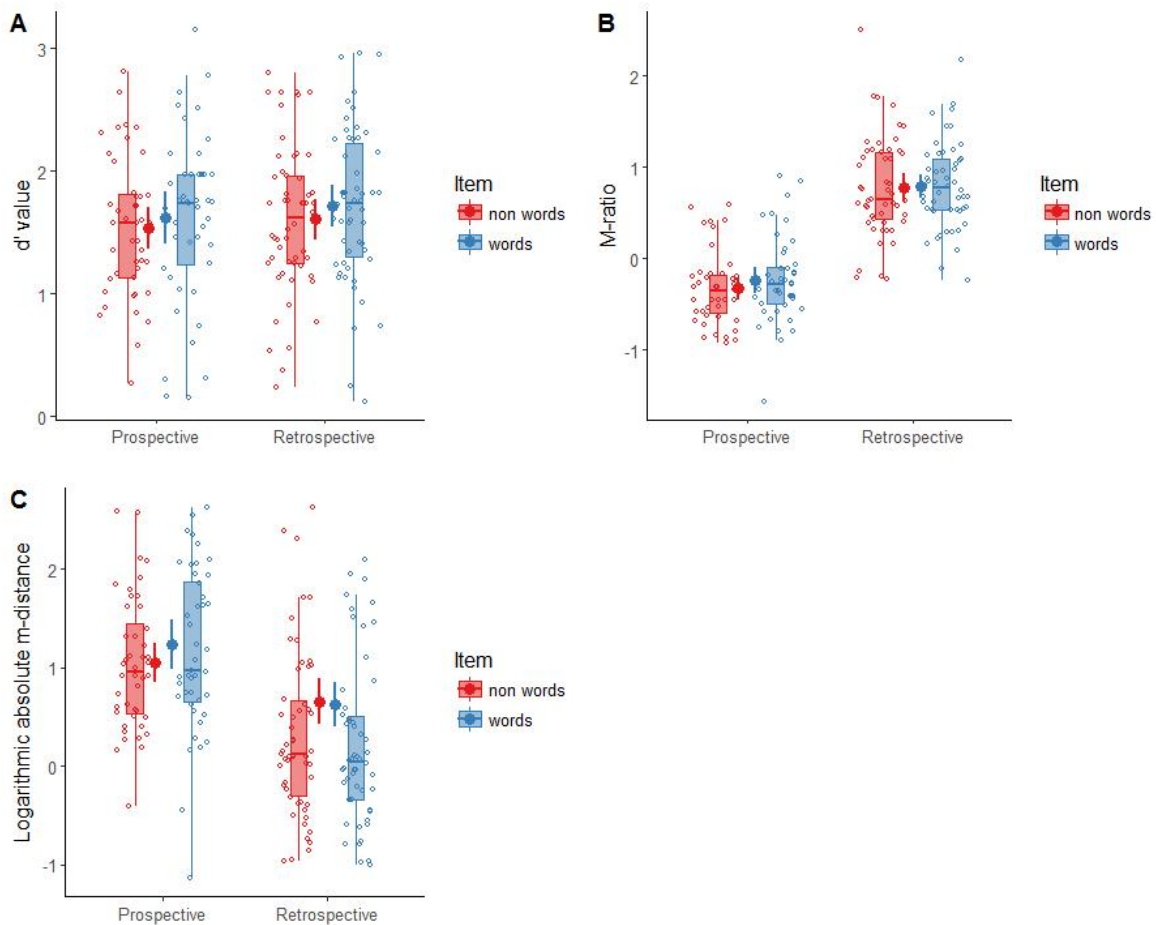 A
d' value
3
2
1
0
Prospective
Retrospective
Item
non words
words
B
M-ratio
2
1
0
-1
Prospective
Retrospective
Item
non words
words
C
Logarithmic absolute m-distance
2
1
0
-1
Prospective
Retrospective
Item
non words
words